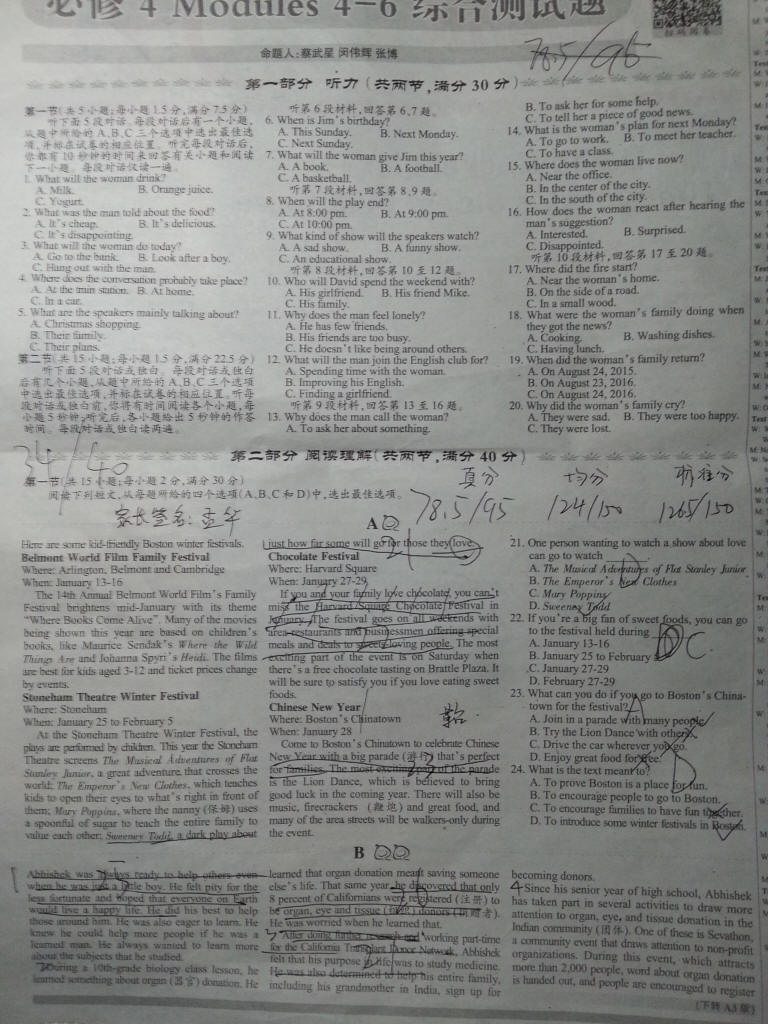 必修 4 Modules 4-6 综合测试题
命题人:蔡武星 闵伟辉 张博
78.5/95
第一部分 听力(共两节,满分 30 分)
第一节(共 5 小题;每小题 1.5 分,满分 7.5 分)
听下面 5 段对话。每段对话后有一个小题,
从题中所给的 A、B、C 三个选项中选出最佳选
项,并标在试卷的相应位置。听完每段对话后,
你都有 10 秒钟的时间来回答有关小题和阅读
下一小题。每段对话仅读一遍。
1. What will the woman drink?
A. Milk. B. Orange juice.
C. Yogurt.
2. What was the man told about the food?
A. It's cheap. B. It's delicious.
C. It's disappointing.
3. What will the woman do today?
A. Go to the bank. B. Look after a boy.
C. Hang out with the man.
4. Where does the conversation probably take place?
A. At the train station. B. At home.
C. In a car.
5. What are the speakers mainly talking about?
A. Christmas shopping.
B. Their family.
C. Their plans.
第二节(共 15 小题;每小题 1.5 分,满分 22.5 分)
听下面 5 段对话或独白。每段对话或独白
后有几个小题,从题中所给的 A、B、C 三个选项
中选出最佳选项,并标在试卷的相应位置。听每
段对话或独白前,你将有时间阅读各个小题,每
小题 5 秒钟;听完后,各小题给出 5 秒钟的作答
时间。每段对话或独白读两遍。
听第 6 段材料,回答第 6、7 题。
6. When is Jim's birthday?
A. This Sunday. B. Next Monday.
C. Next Sunday.
7. What will the woman give Jim this year?
A. A book. B. A football.
C. A basketball.
听第 7 段材料,回答第 8、9 题。
8. When will the play end?
A. At 8:00 pm. B. At 9:00 pm.
C. At 10:00 pm.
9. What kind of show will the speakers watch?
A. A sad show. B. A funny show.
C. An educational show.
听第 8 段材料,回答第 10 至 12 题。
10. Who will David spend the weekend with?
A. His girlfriend. B. His friend Mike.
C. His family.
11. Why does the man feel lonely?
A. He has few friends.
B. His friends are too busy.
C. He doesn't like being around others.
12. What will the man join the English club for?
A. Spending time with the woman.
B. Improving his English.
C. Finding a girlfriend.
听第 9 段材料,回答第 13 至 16 题。
13. Why does the man call the woman?
A. To ask her about something.
B. To ask her for some help.
C. To tell her a piece of good news.
14. What is the woman's plan for next Monday?
A. To go to work. B. To meet her teacher.
C. To have a class.
15. Where does the woman live now?
A. Near the office.
B. In the center of the city.
C. In the south of the city.
16. How does the woman react after hearing the
man's suggestion?
A. Interested. B. Surprised.
C. Disappointed.
听第 10 段材料,回答第 17 至 20 题。
17. Where did the fire start?
A. Near the woman's home.
B. On the side of a road.
C. In a small wood.
18. What were the woman's family doing when
they got the news?
A. Cooking. B. Washing dishes.
C. Having lunch.
19. When did the woman's family return?
A. On August 24, 2015.
B. On August 23, 2016.
C. On August 24, 2016.
20. Why did the woman's family cry?
A. They were sad. B. They were too happy.
C. They were lost.
34/40
第二部分 阅读理解(共两节,满分 40 分)
第一节(共 15 小题;每小题 2 分,满分 30 分)
阅读下列短文,从每题所给的四个选项(A、B、C 和 D)中,选出最佳选项。
卷分 均分 标准分
家长签名: 78.5/95 124/150 126.5/150
A
Here are some kid-friendly Boston winter festivals.
Belmont World Film Family Festival
Where: Arlington, Belmont and Cambridge
When: January 13-16
The 14th Annual Belmont World Film's Family
Festival brightens mid-January with its theme
"Where Books Come Alive". Many of the movies
being shown this year are based on children's
books, like Maurice Sendak's Where the Wild
Things Are and Johanna Spyri's Heidi. The films
are best for kids aged 3-12 and ticket prices change
by events.
Stoneham Theatre Winter Festival
Where: Stoneham
When: January 25 to February 5
At the Stoneham Theatre Winter Festival, the
plays are performed by children. This year the Stoneham
Theatre screens The Musical Adventures of Flat
Stanley Junior, a great adventure that crosses the
world; The Emperor's New Clothes, which teaches
kids to open their eyes to what's right in front of
them; Mary Poppins, where the nanny (保姆) uses
a spoonful of sugar to teach the entire family to
value each other; Sweeney Todd, a dark play about
just how far some will go for those they love.
Chocolate Festival
Where: Harvard Square
When: January 27-29
If you and your family love chocolate, you can't
miss the Harvard Square Chocolate Festival in
January. The festival goes on all weekends with
area restaurants and businessmen offering special
meals and deals to sweet-loving people. The most
exciting part of the event is on Saturday when
there's a free chocolate tasting on Brattle Plaza. It
will be sure to satisfy you if you love eating sweet
foods.
Chinese New Year
Where: Boston's Chinatown
When: January 28
Come to Boston's Chinatown to celebrate Chinese
New Year with a big parade (游行) that's perfect
for families. The most exciting part of the parade
is the Lion Dance, which is believed to bring
good luck in the coming year. There will also be
music, firecrackers (鞭炮) and great food, and
many of the area streets will be walkers-only during
the event.
21. One person wanting to watch a show about love
can go to watch
A. The Musical Adventures of Flat Stanley Junior
B. The Emperor's New Clothes
C. Mary Poppins
D. Sweeney Todd
22. If you're a big fan of sweet foods, you can go
to the festival held during
A. January 13-16
B. January 25 to February 5
C. January 27-29
D. February 27-29
23. What can you do if you go to Boston's China-
town for the festival?
A. Join in a parade with many people.
B. Try the Lion Dance with others.
C. Drive the car wherever you go.
D. Enjoy great food for free.
24. What is the text meant to?
A. To prove Boston is a place for fun.
B. To encourage people to go to Boston.
C. To encourage families to have fun together.
D. To introduce some winter festivals in Boston.
B
Abhishek was always ready to help others even
when he was just a little boy. He felt pity for the
less fortunate and hoped that everyone on Earth
would live a happy life. He did his best to help
those around him. He was also eager to learn. He
knew he could help more people if he was a
learned man. He always wanted to learn more
about the subjects that he studied.
During a 10th-grade biology class lesson, he
learned something about organ (器官) donation. He
learned that organ donation meant saving someone
else's life. That same year, he discovered that only
8 percent of Californians were registered (注册) to
be organ, eye and tissue (组织) donors (捐赠者).
He was worried when he learned that.
After doing further research and working part-time
for the California Transplant Donor Network, Abhishek
felt that his purpose in life was to study medicine.
He was also determined to help his entire family,
including his grandmother in India, sign up for
becoming donors.
Since his senior year of high school, Abhishek
has taken part in several activities to draw more
attention to organ, eye, and tissue donation in the
Indian community (团体). One of these is Sevathon,
a community event that draws attention to non-profit
organizations. During this event, which attracts
more than 2,000 people, word about organ donation
is handed out, and people are encouraged to register
(下转 A3 版)